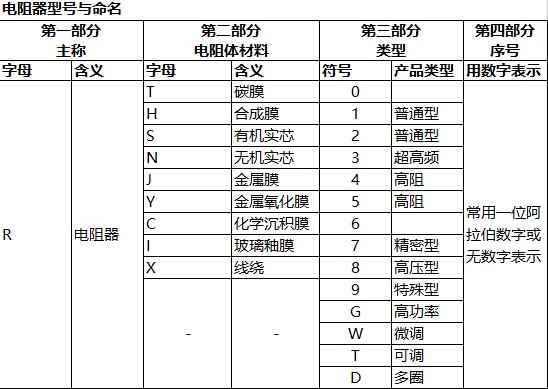 电阻器型号与命名
第一部分 第二部分 第三部分 第四部分
主称 电阻体材料 类型 序号
字母 含义 字母 含义 符号 产品类型 用数字表示
T 碳膜 0
H 合成膜 1 普通型
S 有机实芯 2 普通型
N 无机实芯 3 超高频
J 金属膜 4 高阻
Y 金属氧化膜 5 高阻
C 化学沉积膜 6
R 电阻器 I 玻璃釉膜 7 精密型 常用一位阿
拉伯数字或
无数字表示
X 线绕 8 高压型
9 特殊型
G 高功率
- - W 微调
T 可调
D 多圈